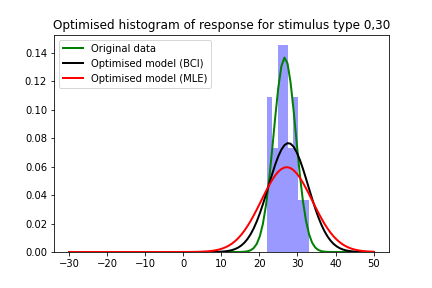 Optimised histogram of response for stimulus type 0,30
Original data
Optimised model (BCI)
Optimised model (MLE)
0.14
0.12
0.10
0.08
0.06
0.04
0.02
0.00
−30 −20 −10 0 10 20 30 40 50